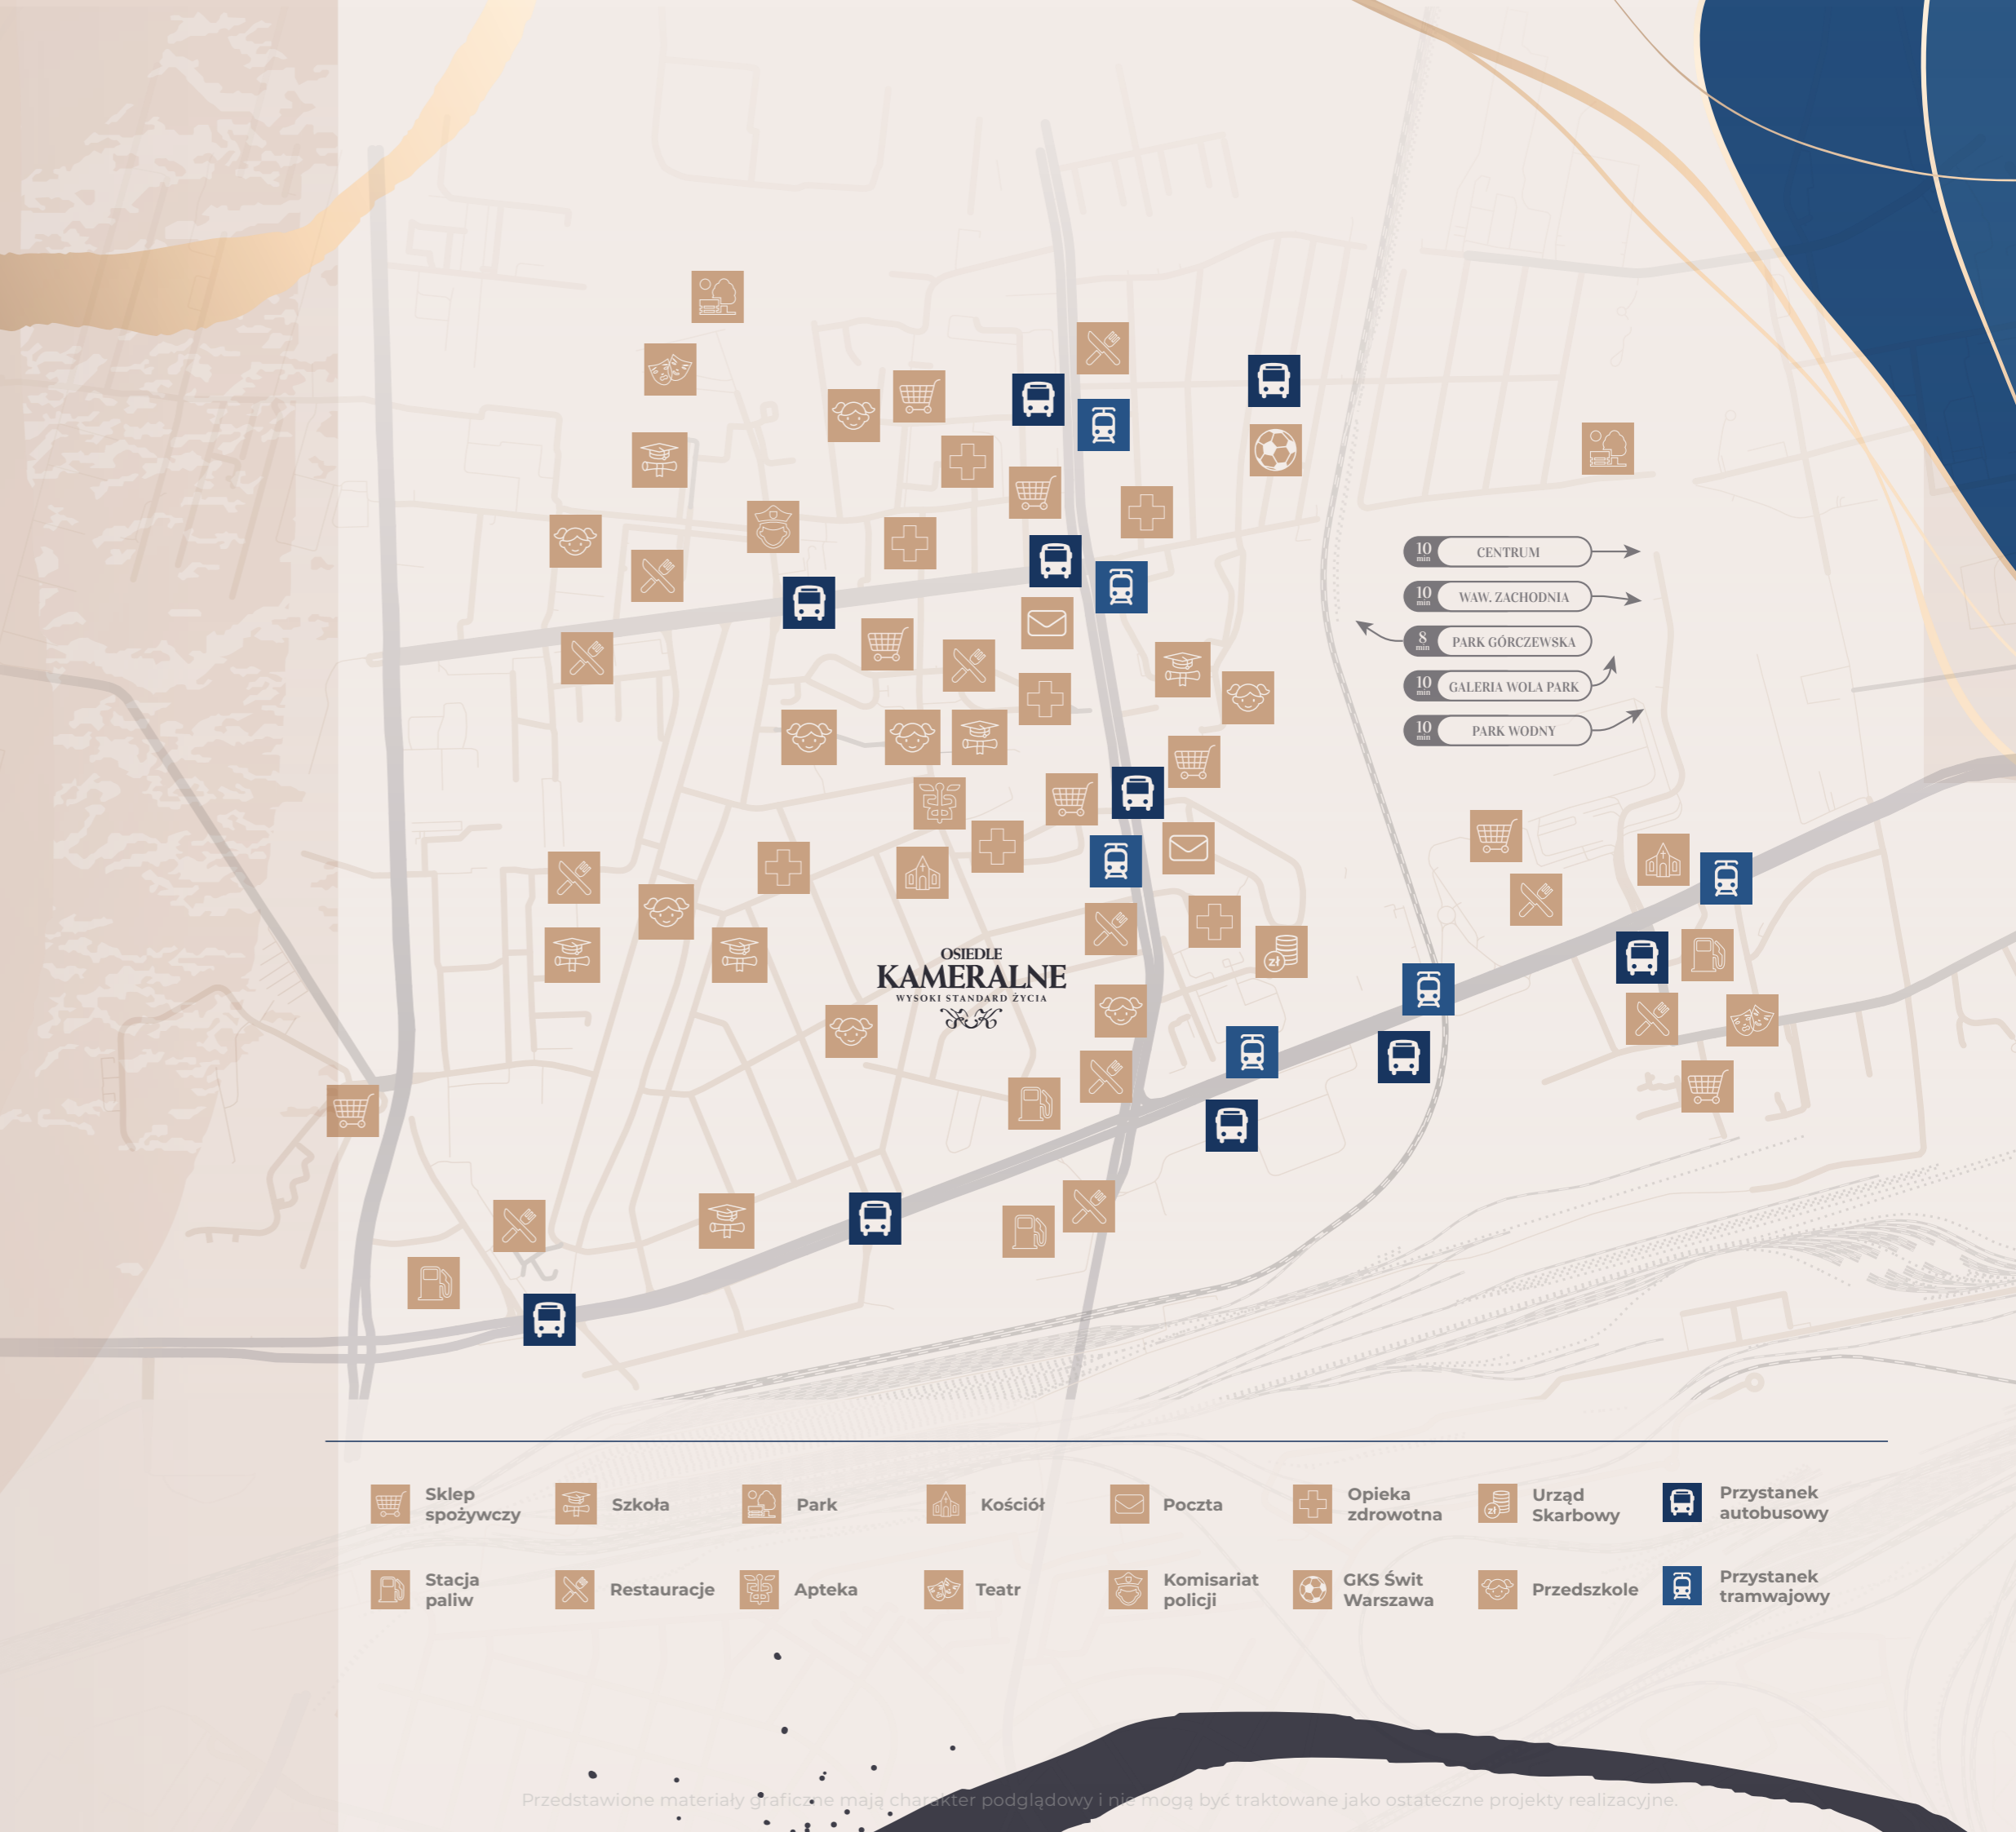 10 min CENTRUM
10 min WAW. ZACHODNIA
8 min PARK GÓRCZEWSKA
10 min GALERIA WOLA PARK
10 min PARK WODNY
zł
OSIEDLE
KAMERALNE
WYSOKI STANDARD ŻYCIA
Sklep
spożywczy
Szkoła
Park
Kościół
Poczta
Opieka
zdrowotna
zł
Urząd
Skarbowy
Przystanek
autobusowy
Stacja
paliw
Restauracje
Apteka
Teatr
Komisariat
policji
GKS Świt
Warszawa
Przedszkole
Przystanek
tramwajowy
Przedstawione materiały graficzne mają charakter podglądowy i nie mogą być traktowane jako ostateczne projekty realizacyjne.